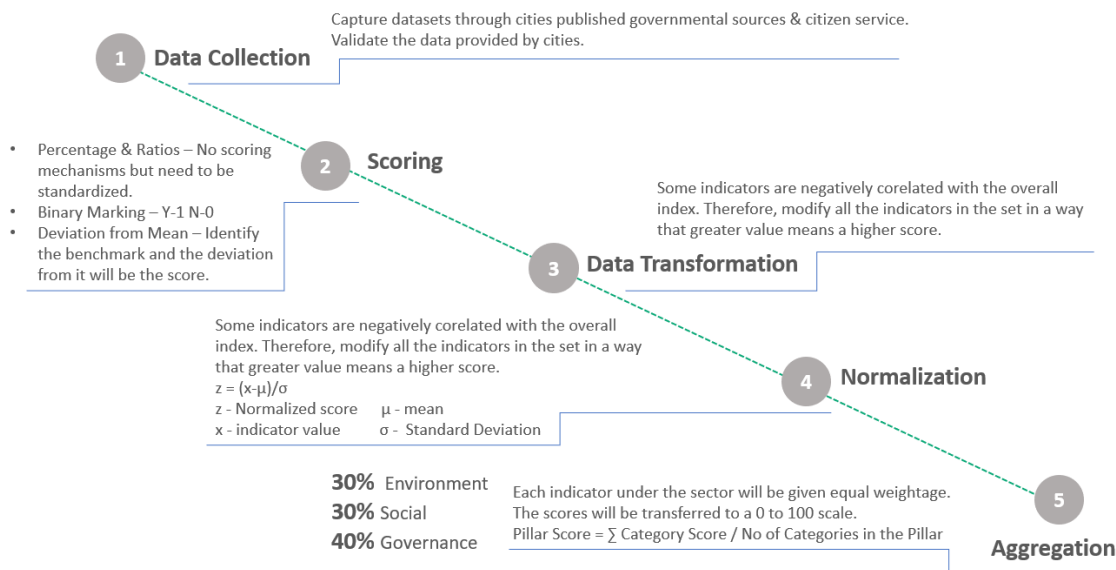 Capture datasets through cities published governmental sources & citizen service.
Validate the data provided by cities.
1 Data Collection
• Percentage & Ratios – No scoring
mechanisms but need to be
standardized.
• Binary Marking – Y-1 N-0
• Deviation from Mean – Identify
the benchmark and the deviation
from it will be the score.
2 Scoring
Some indicators are negatively corelated with the overall
index. Therefore, modify all the indicators in the set in a way
that greater value means a higher score.
3 Data Transformation
Some indicators are negatively corelated with the overall
index. Therefore, modify all the indicators in the set in a way
that greater value means a higher score.
z = (x-μ)/σ
z - Normalized score μ - mean
x - indicator value σ - Standard Deviation
4 Normalization
30% Environment
30% Social
40% Governance
Each indicator under the sector will be given equal weightage.
The scores will be transferred to a 0 to 100 scale.
Pillar Score = ∑ Category Score / No of Categories in the Pillar
5
Aggregation